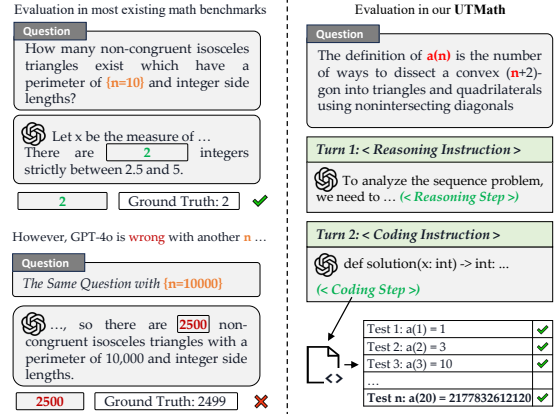 Evaluation in most existing math benchmarks
Question
How many non-congruent isosceles
triangles exist which have a
perimeter of {n=10} and integer side
lengths?
Let x be the measure of …
There are 2 integers
strictly between 2.5 and 5.
2
Ground Truth: 2
However, GPT-4o is wrong with another n …
Question
The Same Question with {n=10000}
…, so there are 2500 non-
congruent isosceles triangles with a
perimeter of 10,000 and integer side
lengths.
2500
Ground Truth: 2499
Evaluation in our UTMath
Question
The definition of a(n) is the number
of ways to dissect a convex (n+2)-
gon into triangles and quadrilaterals
using nonintersecting diagonals
Turn 1: < Reasoning Instruction >
To analyze the sequence problem,
we need to … (< Reasoning Step >)
Turn 2: < Coding Instruction >
def solution(x: int) -> int: ...
(< Coding Step >)
Test 1: a(1) = 1
Test 2: a(2) = 3
Test 3: a(3) = 10
…
Test n: a(20) = 2177832612120